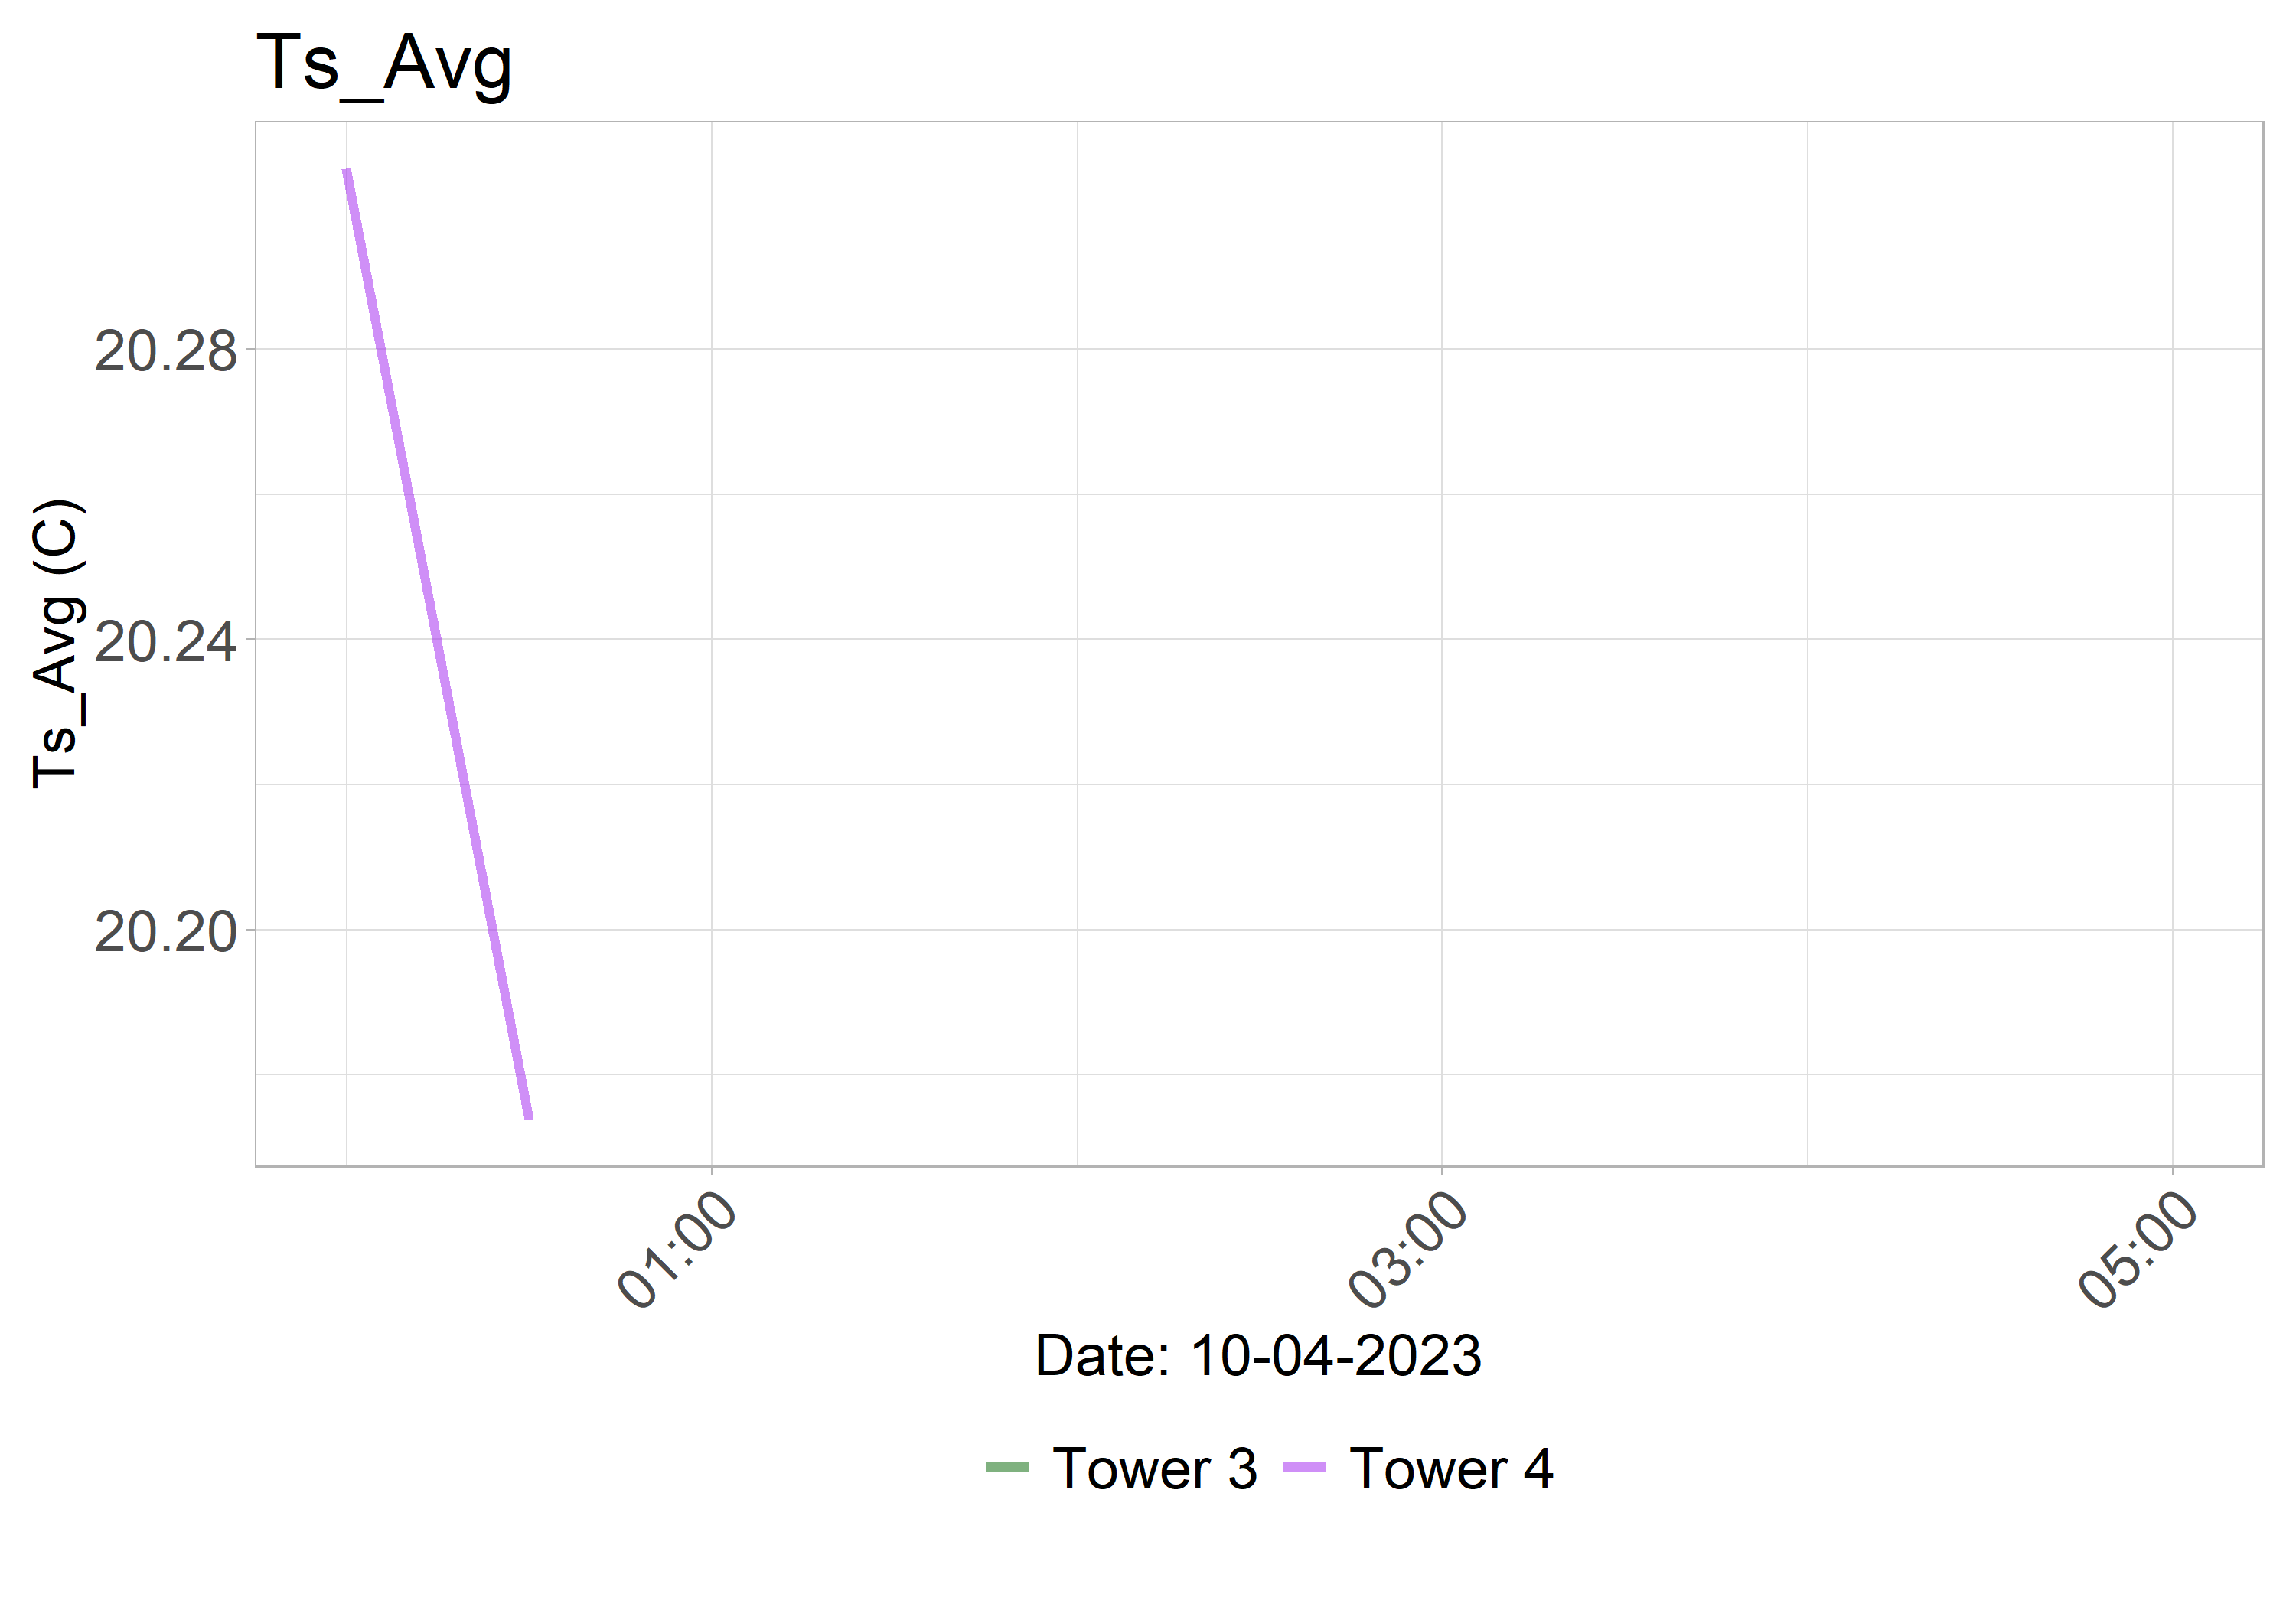 Ts_Avg
Ts_Avg (C)
20.28
20.24
20.20
01:00
03:00
05:00
Date: 10-04-2023
Tower 3
Tower 4